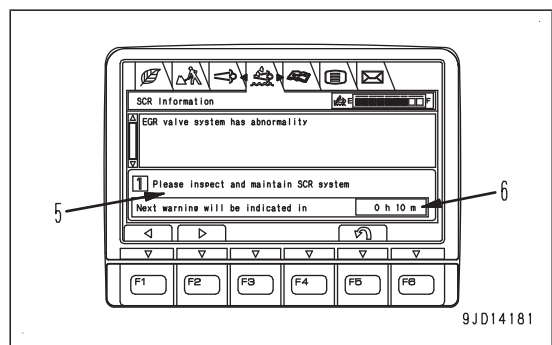 SCR Information
E F
EGR valve system has abnormality
1 Please inspect and maintain SCR system
Next warning will be indicated in 0 h 10 m
5
6
F1 F2 F3 F4 F5 F6
9JD14181